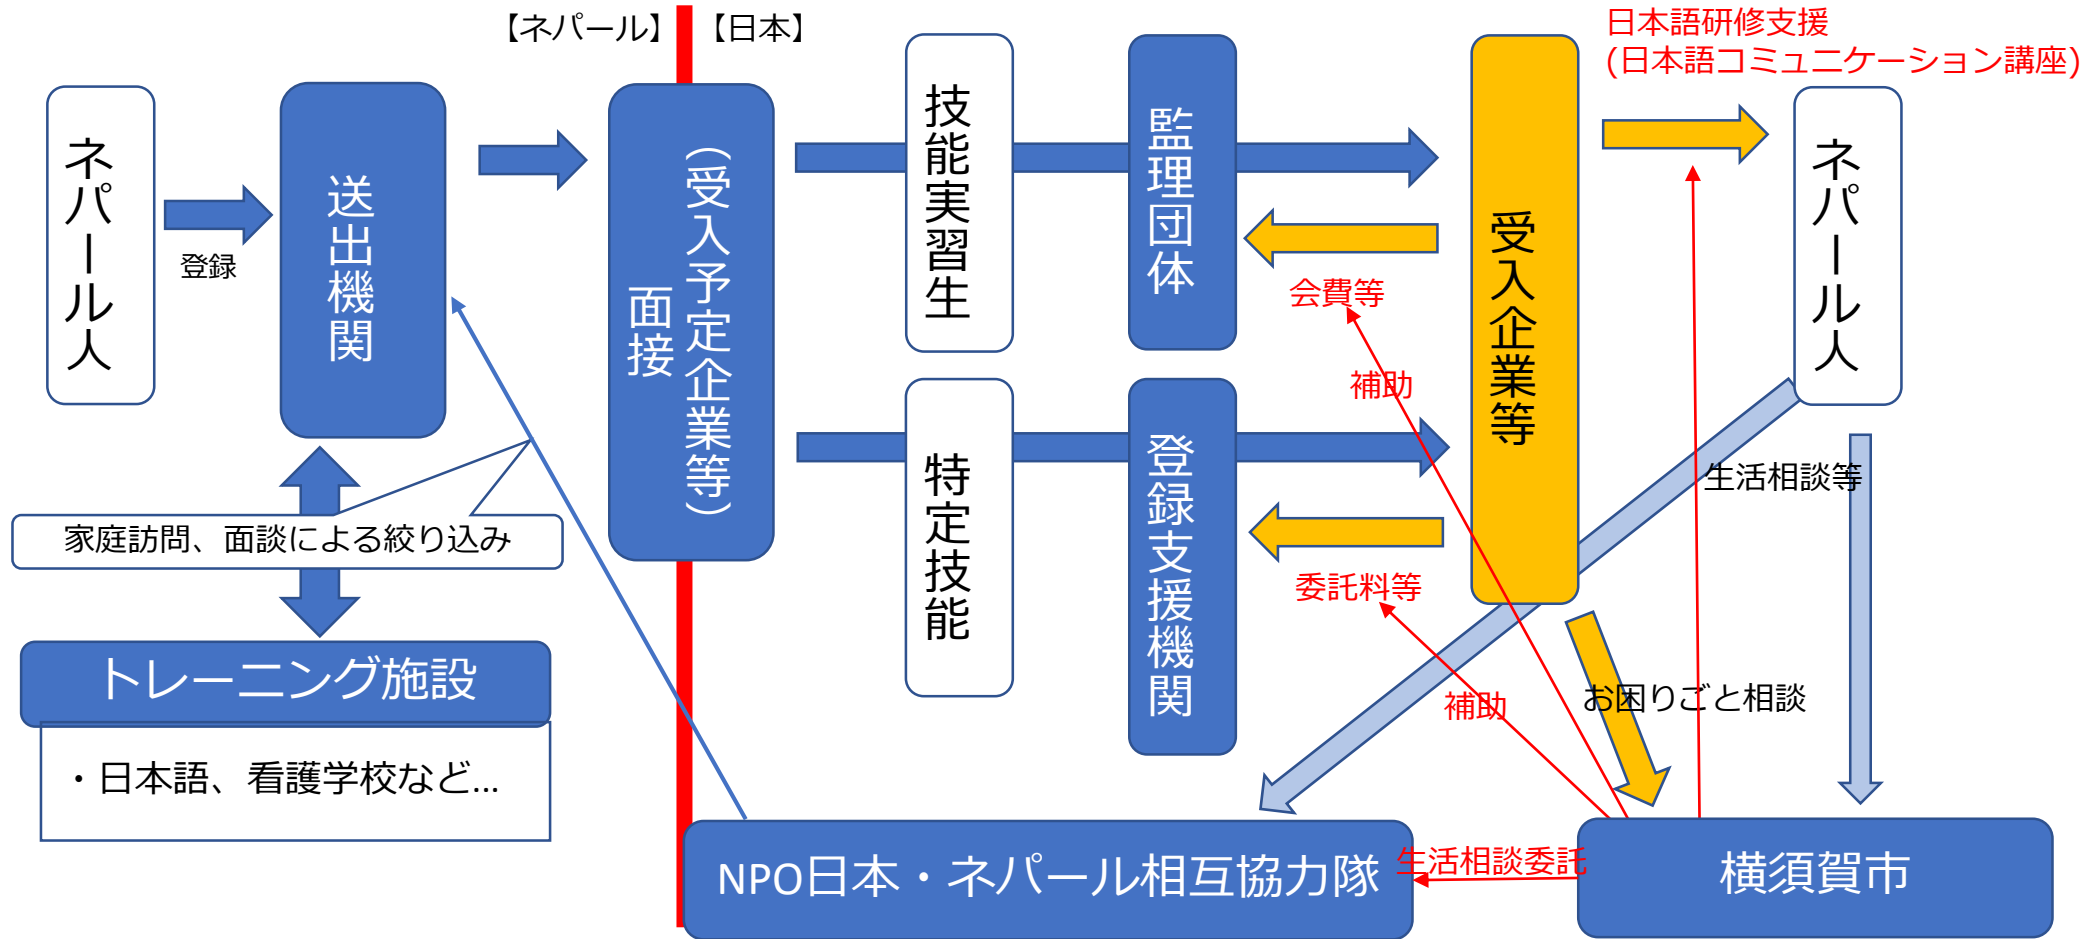 【ネパール】
【日本】
日本語研修支援
(日本語コミュニケーション講座)
ネパール人
登録
送出機関
(受入予定企業等)
面接
技能実習生
監理団体
受入企業等
ネパール人
会費等
補助
特定技能
登録支援機関
委託料等
補助
生活相談等
お困りごと相談
家庭訪問、面談による絞り込み
トレーニング施設
・日本語、看護学校など...
NPO日本・ネパール相互協力隊
生活相談委託
横須賀市